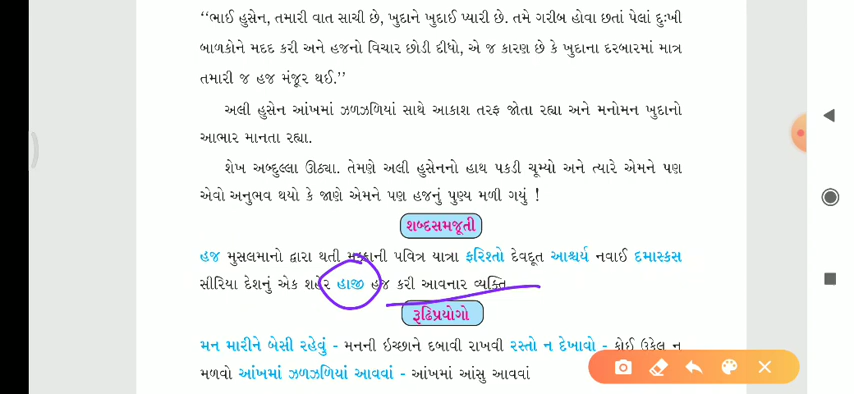 ‘‘ભાઈ હુસેન, તમારી વાત સાચી છે, ખુદાને ખુદાઈ પ્યારી છે. તમે ગરીબ હોવા છતાં પેલાં દુઃખી
બાળકોને મદદ કરી અને હજનો વિચાર છોડી દીધો, એ જ કારણ છે કે ખુદાના દરબારમાં માત્ર
તમારી જ હજ મંજૂર થઈ.’’
અલી હુસેન આંખમાં ઝળઝળિયાં સાથે આકાશ તરફ જોતા રહ્યા અને મનોમન ખુદાનો
આભાર માનતા રહ્યા.
શેખ અબ્દુલ્લા ઊઠ્યા. તેમણે અલી હુસેનનો હાથ પકડી ચૂમ્યો અને ત્યારે એમને પણ
એવો અનુભવ થયો કે જાણે એમને પણ હજનું પુણ્ય મળી ગયું !
શબ્દસમજૂતી
હજ મુસલમાનો દ્વારા થતી મક્કાની પવિત્ર યાત્રા ફરિશ્તો દેવદૂત આશ્ચર્ય નવાઈ દમાસ્કસ
સીરિયા દેશનું એક શહેર હાજી હજ કરી આવનાર વ્યક્તિ
રૂઢિપ્રયોગો
મન મારીને બેસી રહેવું - મનની ઇચ્છાને દબાવી રાખવી રસ્તો ન દેખાવો - કોઈ ઉકેલ ન
મળવો આંખમાં ઝળઝળિયાં આવવાં - આંખમાં આંસુ આવવાં